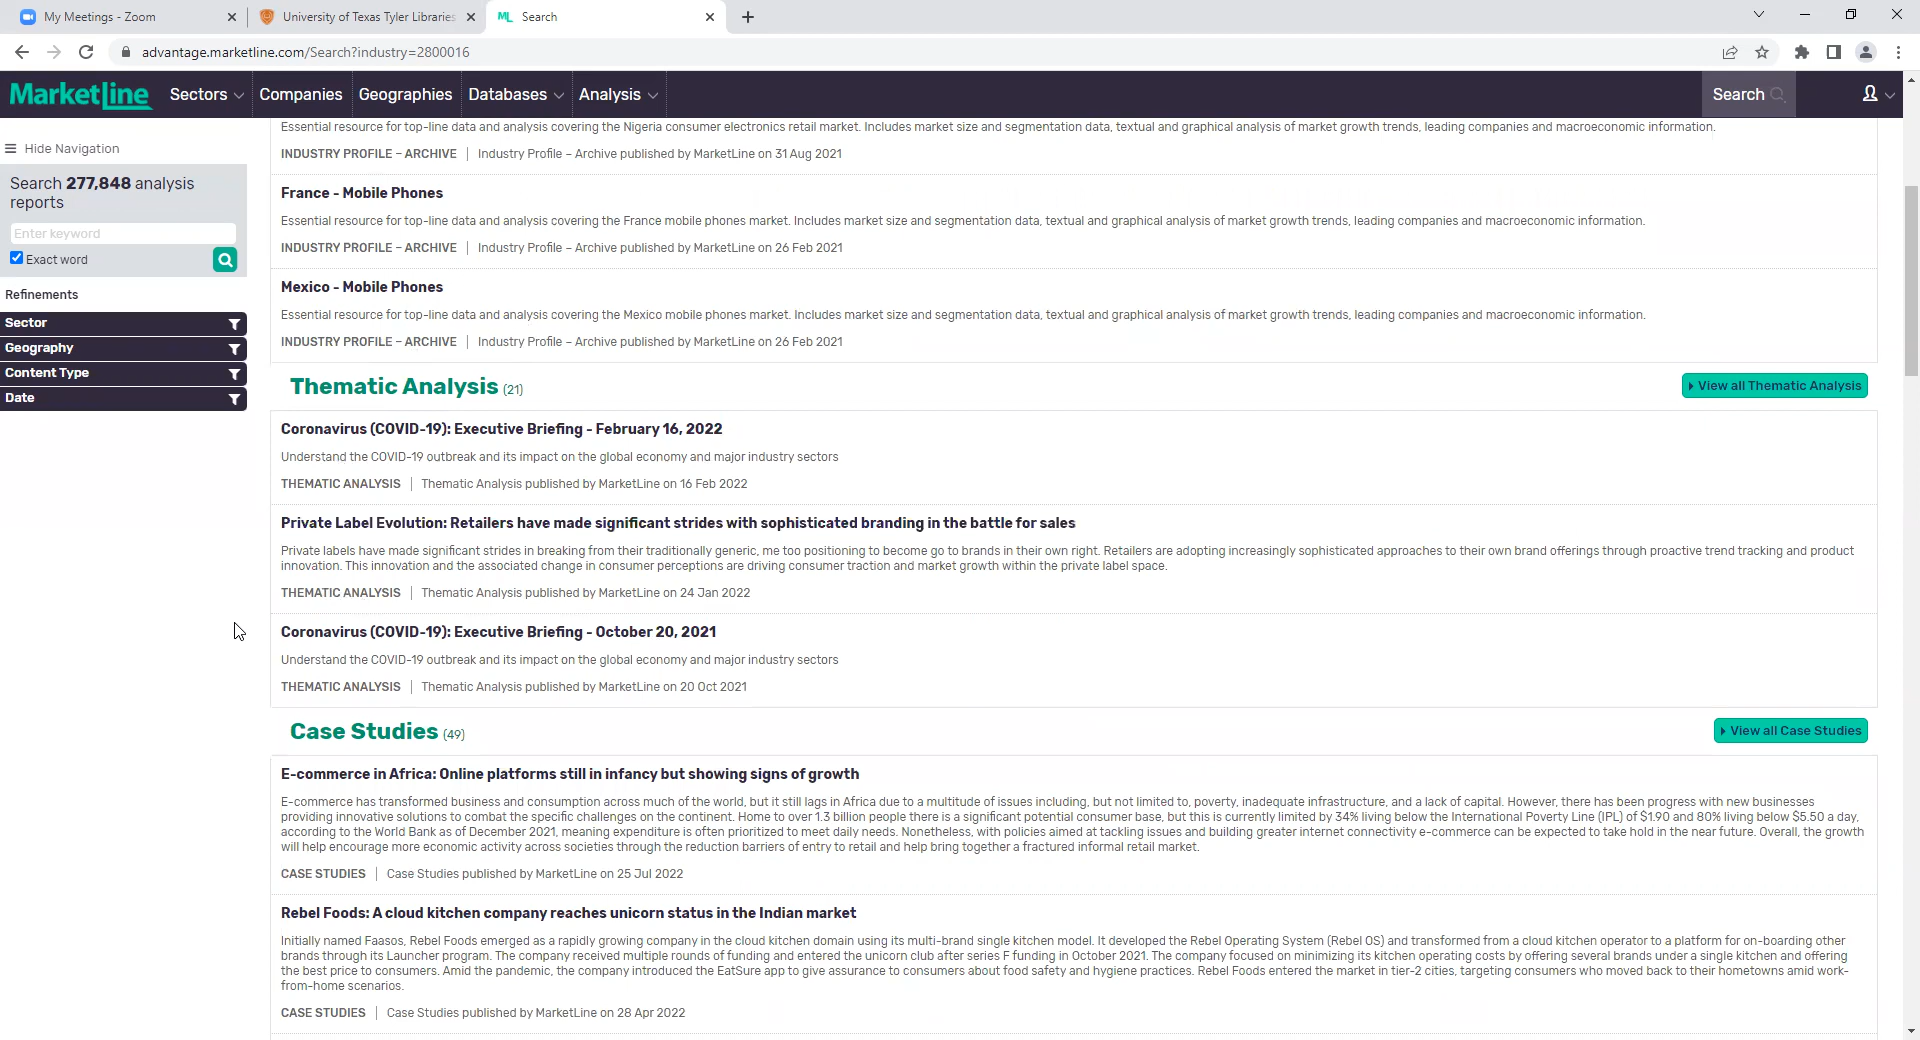 My Meetings - Zoom
University of Texas Tyler Libraries
ML Search
advantage.marketline.com/Search?industry=2800016
MarketLine Sectors Companies Geographies Databases Analysis Search
Hide Navigation
Search 277,848 analysis
reports
Enter keyword
Exact word
Refinements
Sector
Geography
Content Type
Date
Essential resource for top-line data and analysis covering the Nigeria consumer electronics retail market. Includes market size and segmentation data, textual and graphical analysis of market growth trends, leading companies and macroeconomic information.
INDUSTRY PROFILE – ARCHIVE | Industry Profile – Archive published by MarketLine on 31 Aug 2021
France - Mobile Phones
Essential resource for top-line data and analysis covering the France mobile phones market. Includes market size and segmentation data, textual and graphical analysis of market growth trends, leading companies and macroeconomic information.
INDUSTRY PROFILE – ARCHIVE | Industry Profile – Archive published by MarketLine on 26 Feb 2021
Mexico - Mobile Phones
Essential resource for top-line data and analysis covering the Mexico mobile phones market. Includes market size and segmentation data, textual and graphical analysis of market growth trends, leading companies and macroeconomic information.
INDUSTRY PROFILE – ARCHIVE | Industry Profile – Archive published by MarketLine on 26 Feb 2021
Thematic Analysis (21)
View all Thematic Analysis
Coronavirus (COVID-19): Executive Briefing - February 16, 2022
Understand the COVID-19 outbreak and its impact on the global economy and major industry sectors
THEMATIC ANALYSIS | Thematic Analysis published by MarketLine on 16 Feb 2022
Private Label Evolution: Retailers have made significant strides with sophisticated branding in the battle for sales
Private labels have made significant strides in breaking from their traditionally generic, me too positioning to become go to brands in their own right. Retailers are adopting increasingly sophisticated approaches to their own brand offerings through proactive trend tracking and product
innovation. This innovation and the associated change in consumer perceptions are driving consumer traction and market growth within the private label space.
THEMATIC ANALYSIS | Thematic Analysis published by MarketLine on 24 Jan 2022
Coronavirus (COVID-19): Executive Briefing - October 20, 2021
Understand the COVID-19 outbreak and its impact on the global economy and major industry sectors
THEMATIC ANALYSIS | Thematic Analysis published by MarketLine on 20 Oct 2021
Case Studies (49)
View all Case Studies
E-commerce in Africa: Online platforms still in infancy but showing signs of growth
E-commerce has transformed business and consumption across much of the world, but it still lags in Africa due to a multitude of issues including, but not limited to, poverty, inadequate infrastructure, and a lack of capital. However, there has been progress with new businesses
providing innovative solutions to combat the specific challenges on the continent. Home to over 1.3 billion people there is a significant potential consumer base, but this is currently limited by 34% living below the International Poverty Line (IPL) of $1.90 and 80% living below $5.50 a day,
according to the World Bank as of December 2021, meaning expenditure is often prioritized to meet daily needs. Nonetheless, with policies aimed at tackling issues and building greater internet connectivity e-commerce can be expected to take hold in the near future. Overall, the growth
will help encourage more economic activity across societies through the reduction barriers of entry to retail and help bring together a fractured informal retail market.
CASE STUDIES | Case Studies published by MarketLine on 25 Jul 2022
Rebel Foods: A cloud kitchen company reaches unicorn status in the Indian market
Initially named Faasos, Rebel Foods emerged as a rapidly growing company in the cloud kitchen domain using its multi-brand single kitchen model. It developed the Rebel Operating System (Rebel OS) and transformed from a cloud kitchen operator to a platform for on-boarding other
brands through its Launcher program. The company received multiple rounds of funding and entered the unicorn club after series F funding in October 2021. The company focused on minimizing its kitchen operating costs by offering several brands under a single kitchen and offering
the best price to consumers. Amid the pandemic, the company introduced the EatSure app to give assurance to consumers about food safety and hygiene practices. Rebel Foods entered the market in tier-2 cities, targeting consumers who moved back to their hometowns amid work-
from-home scenarios.
CASE STUDIES | Case Studies published by MarketLine on 28 Apr 2022